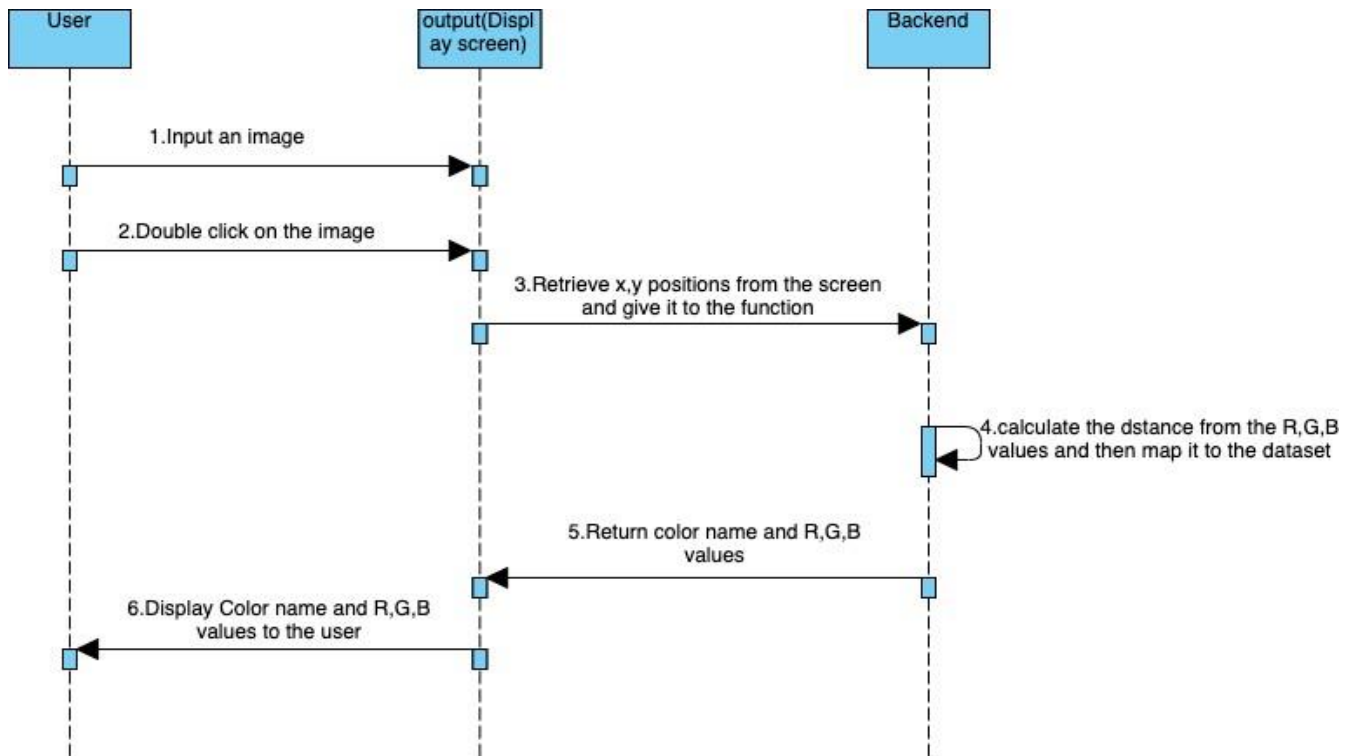 User
output(Displ
ay screen)
Backend
1.Input an image
2.Double click on the image
3.Retrieve x,y positions from the screen
and give it to the function
4.calculate the dstance from the R,G,B
values and then map it to the dataset
5.Return color name and R,G,B
values
6.Display Color name and R,G,B
values to the user